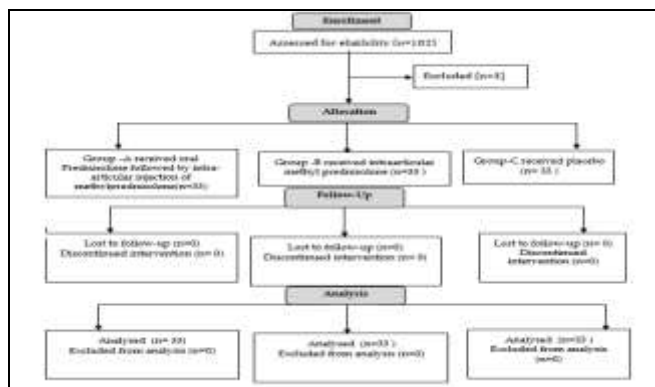 Enrollment
Assessed for eligibility (n=102)
Excluded (n=3)
Allocation
Group -A received oral
Prednisolone followed by intra-
articular injection of
methylprednisolone(n=33)
Group -B received intraarticular
methyl prednisolone (n=33 )
Group-C received placebo
(n= 33 )
Follow-Up
Lost to follow-up (n=0)
Discontinued intervention (n= 0)
Lost to follow-up (n=0)
Discontinued intervention (n= 0)
Lost to follow-up (n= 0)
Discontinued
intervention (n=0)
Analysis
Analysed (n= 33)
Excluded from analysis (n=0)
Analysed (n=33 )
Excluded from analysis (n=0)
Analysed (n=33 )
Excluded from analysis
(n=0)